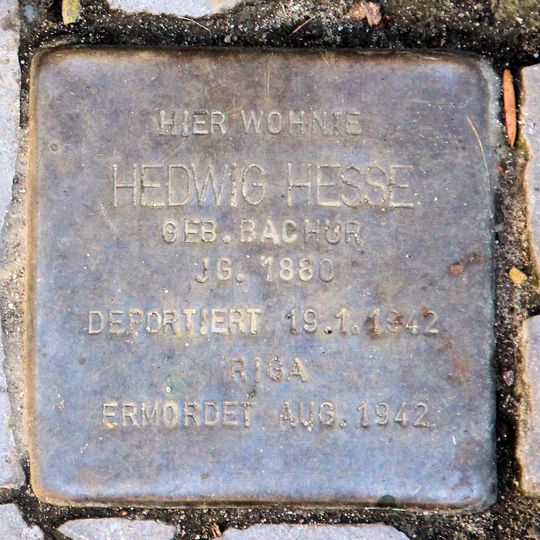 HIER WOHNTE
HEDWIG HESSE
GEB. BACHUR
JG. 1880
DEPORTIERT 19.1.1942
RIGA
ERMORDET AUG. 1942